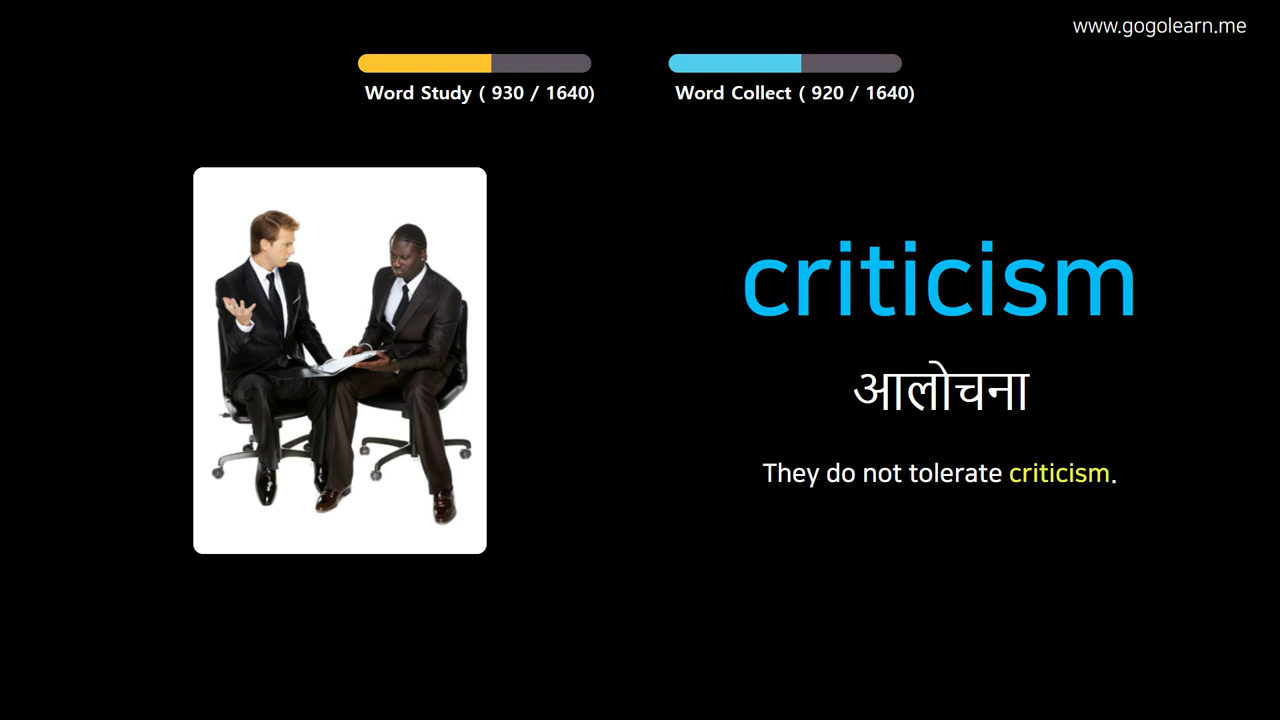 www.gogolearn.me
Word Study ( 930 / 1640)
Word Collect ( 920 / 1640)
criticism
आलोचना
They do not tolerate criticism.